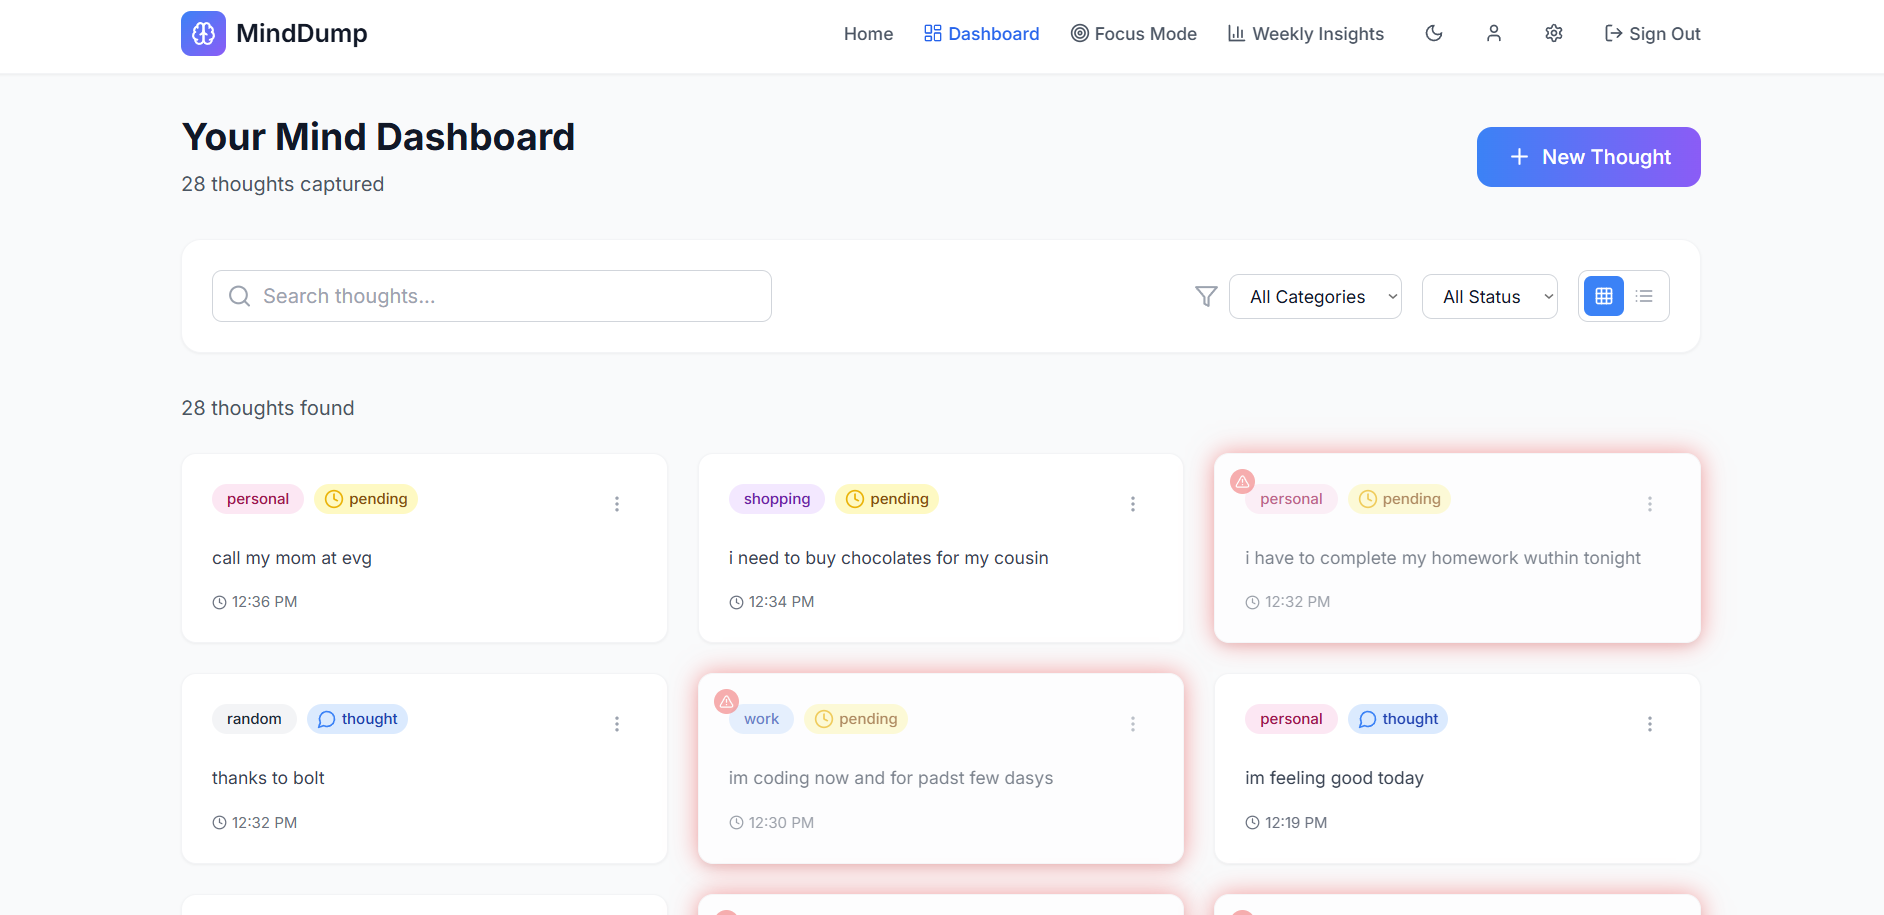 MindDump
Home Dashboard Focus Mode Weekly Insights Sign Out
Your Mind Dashboard
28 thoughts captured
New Thought
Search thoughts...
All Categories All Status
28 thoughts found
personal pending
call my mom at evg
12:36 PM
shopping pending
i need to buy chocolates for my cousin
12:34 PM
personal pending
i have to complete my homework wuthin tonight
12:32 PM
random thought
thanks to bolt
12:32 PM
work pending
im coding now and for padst few dasys
12:30 PM
personal thought
im feeling good today
12:19 PM